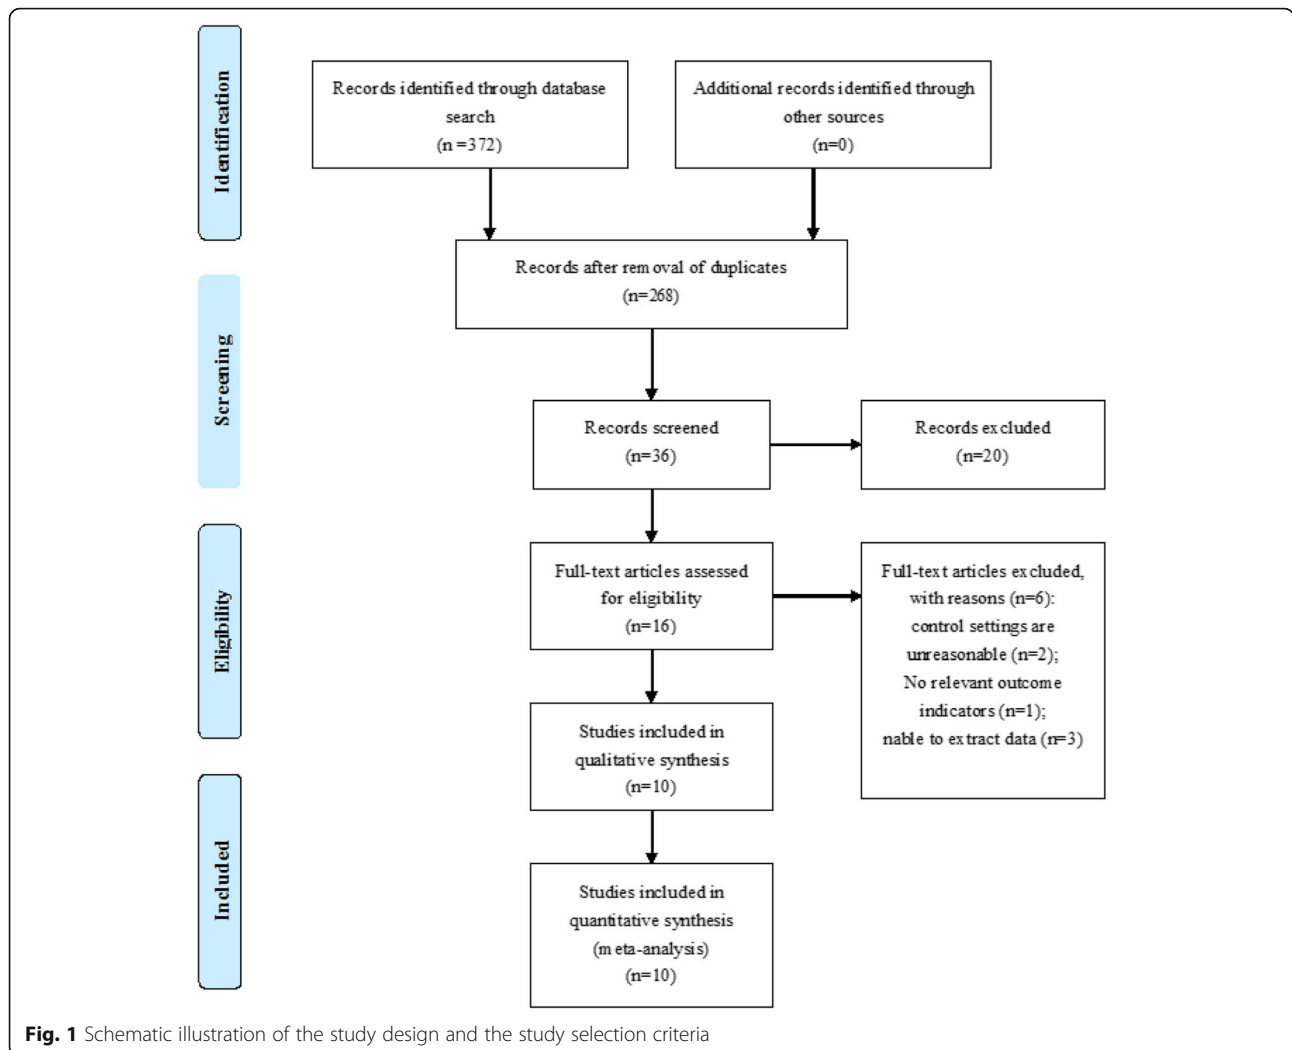 Identification
Records identified through database
search
(n =372)
Additional records identified through
other sources
(n=0)
Records after removal of duplicates
(n=268)
Screening
Records screened
(n=36)
Records excluded
(n=20)
Eligibility
Full-text articles assessed
for eligibility
(n=16)
Full-text articles excluded,
with reasons (n=6):
control settings are
unreasonable (n=2);
No relevant outcome
indicators (n=1);
nable to extract data (n=3)
Studies included in
qualitative synthesis
(n=10)
Included
Studies included in
quantitative synthesis
(meta-analysis)
(n=10)
Fig. 1 Schematic illustration of the study design and the study selection criteria